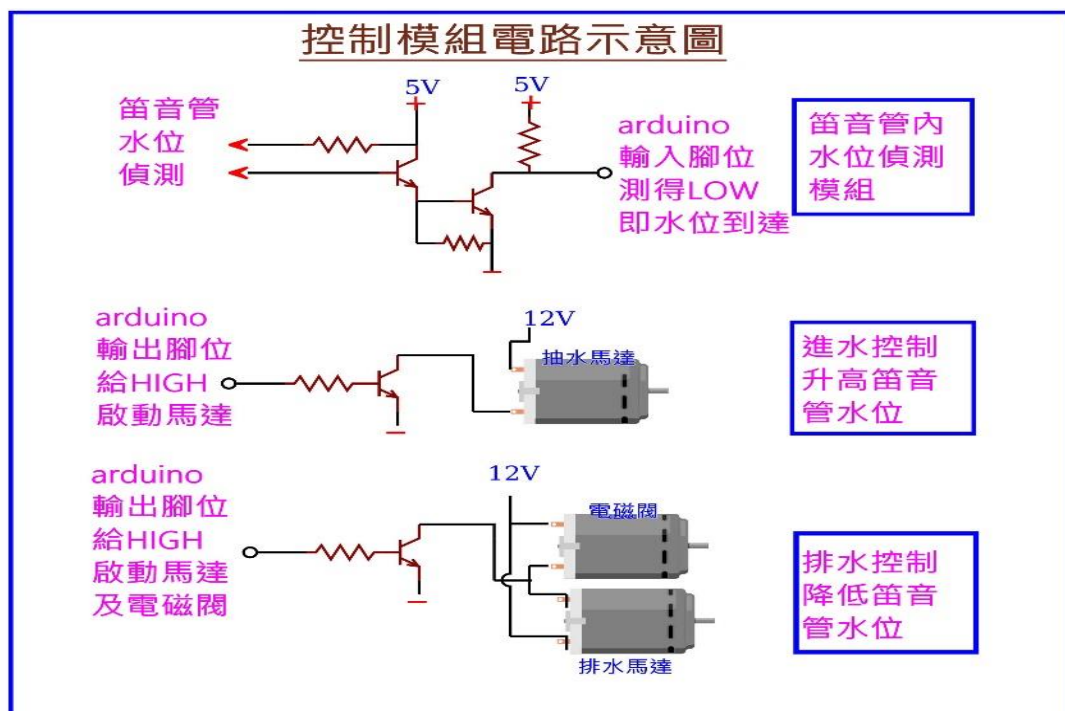 控制模組電路示意圖
5V
5V
笛音管
水位
偵測
arduino
輸入腳位
測得LOW
即水位到達
笛音管內
水位偵測
模組
arduino
輸出腳位
給HIGH
啟動馬達
12V
抽水馬達
進水控制
升高笛音
管水位
arduino
輸出腳位
給HIGH
啟動馬達
及電磁閥
12V
電磁閥
排水馬達
排水控制
降低笛音
管水位